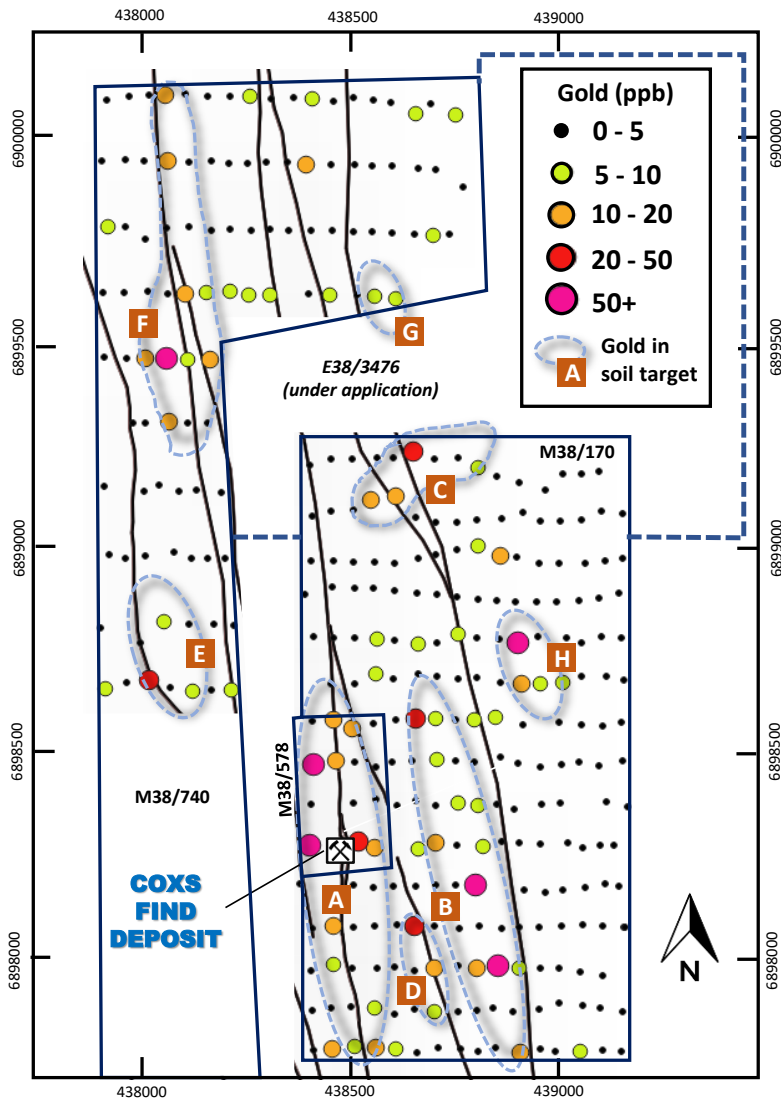 438000
438500
439000
6900000
6899500
6899000
6898500
6898000
6900000
6899500
6899000
6898500
6898000
Gold (ppb)
0 - 5
5 - 10
10 - 20
20 - 50
50+
A
Gold in
soil target
F
G
E38/3476
(under application)
M38/170
C
E
H
M38/740
M38/578
COXS
FIND
DEPOSIT
A
B
D
N
438000
438500
439000